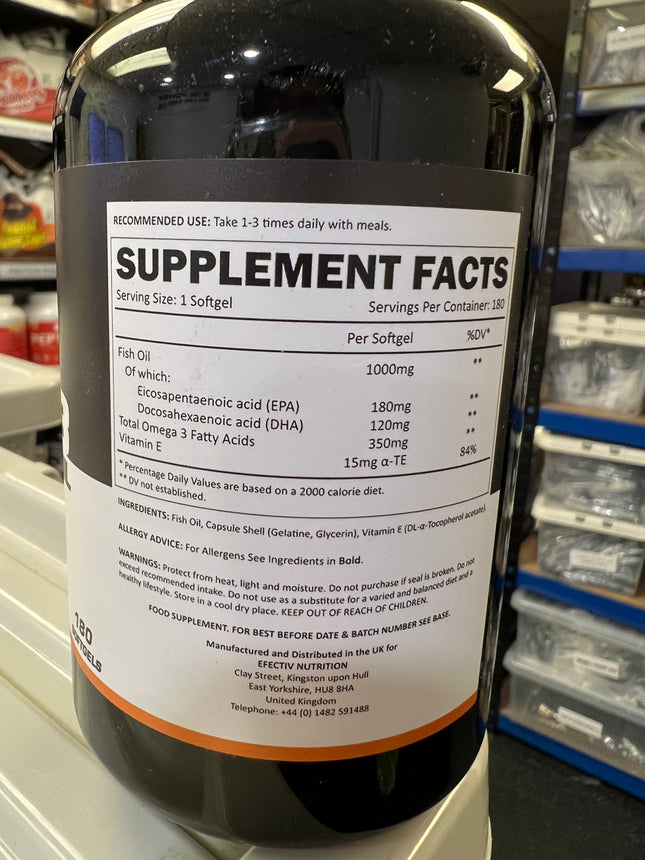 RECOMMENDED USE: Take 1-3 times daily with meals.
SUPPLEMENT FACTS
Serving Size: 1 Softgel Servings Per Container: 180
Per Softgel %DV*
Fish Oil 1000mg **
Of which:
Eicosapentaenoic acid (EPA) 180mg **
Docosahexaenoic acid (DHA) 120mg **
Total Omega 3 Fatty Acids 350mg **
Vitamin E 15mg α-TE 84%
* Percentage Daily Values are based on a 2000 calorie diet.
** DV not established.
INGREDIENTS: Fish Oil, Capsule Shell (Gelatine, Glycerin), Vitamin E (DL-α-Tocopherol acetate).
ALLERGY ADVICE: For Allergens See Ingredients in Bold.
WARNINGS: Protect from heat, light and moisture. Do not purchase if seal is broken. Do not
exceed recommended intake. Do not use as a substitute for a varied and balanced diet and a
healthy lifestyle. Store in a cool dry place. KEEP OUT OF REACH OF CHILDREN.
FOOD SUPPLEMENT. FOR BEST BEFORE DATE & BATCH NUMBER SEE BASE.
Manufactured and Distributed in the UK for
EFECTIV NUTRITION
Clay Street, Kingston upon Hull
East Yorkshire, HU8 8HA
United Kingdom
Telephone: +44 (0) 1482 591488
180
SOFTGELS